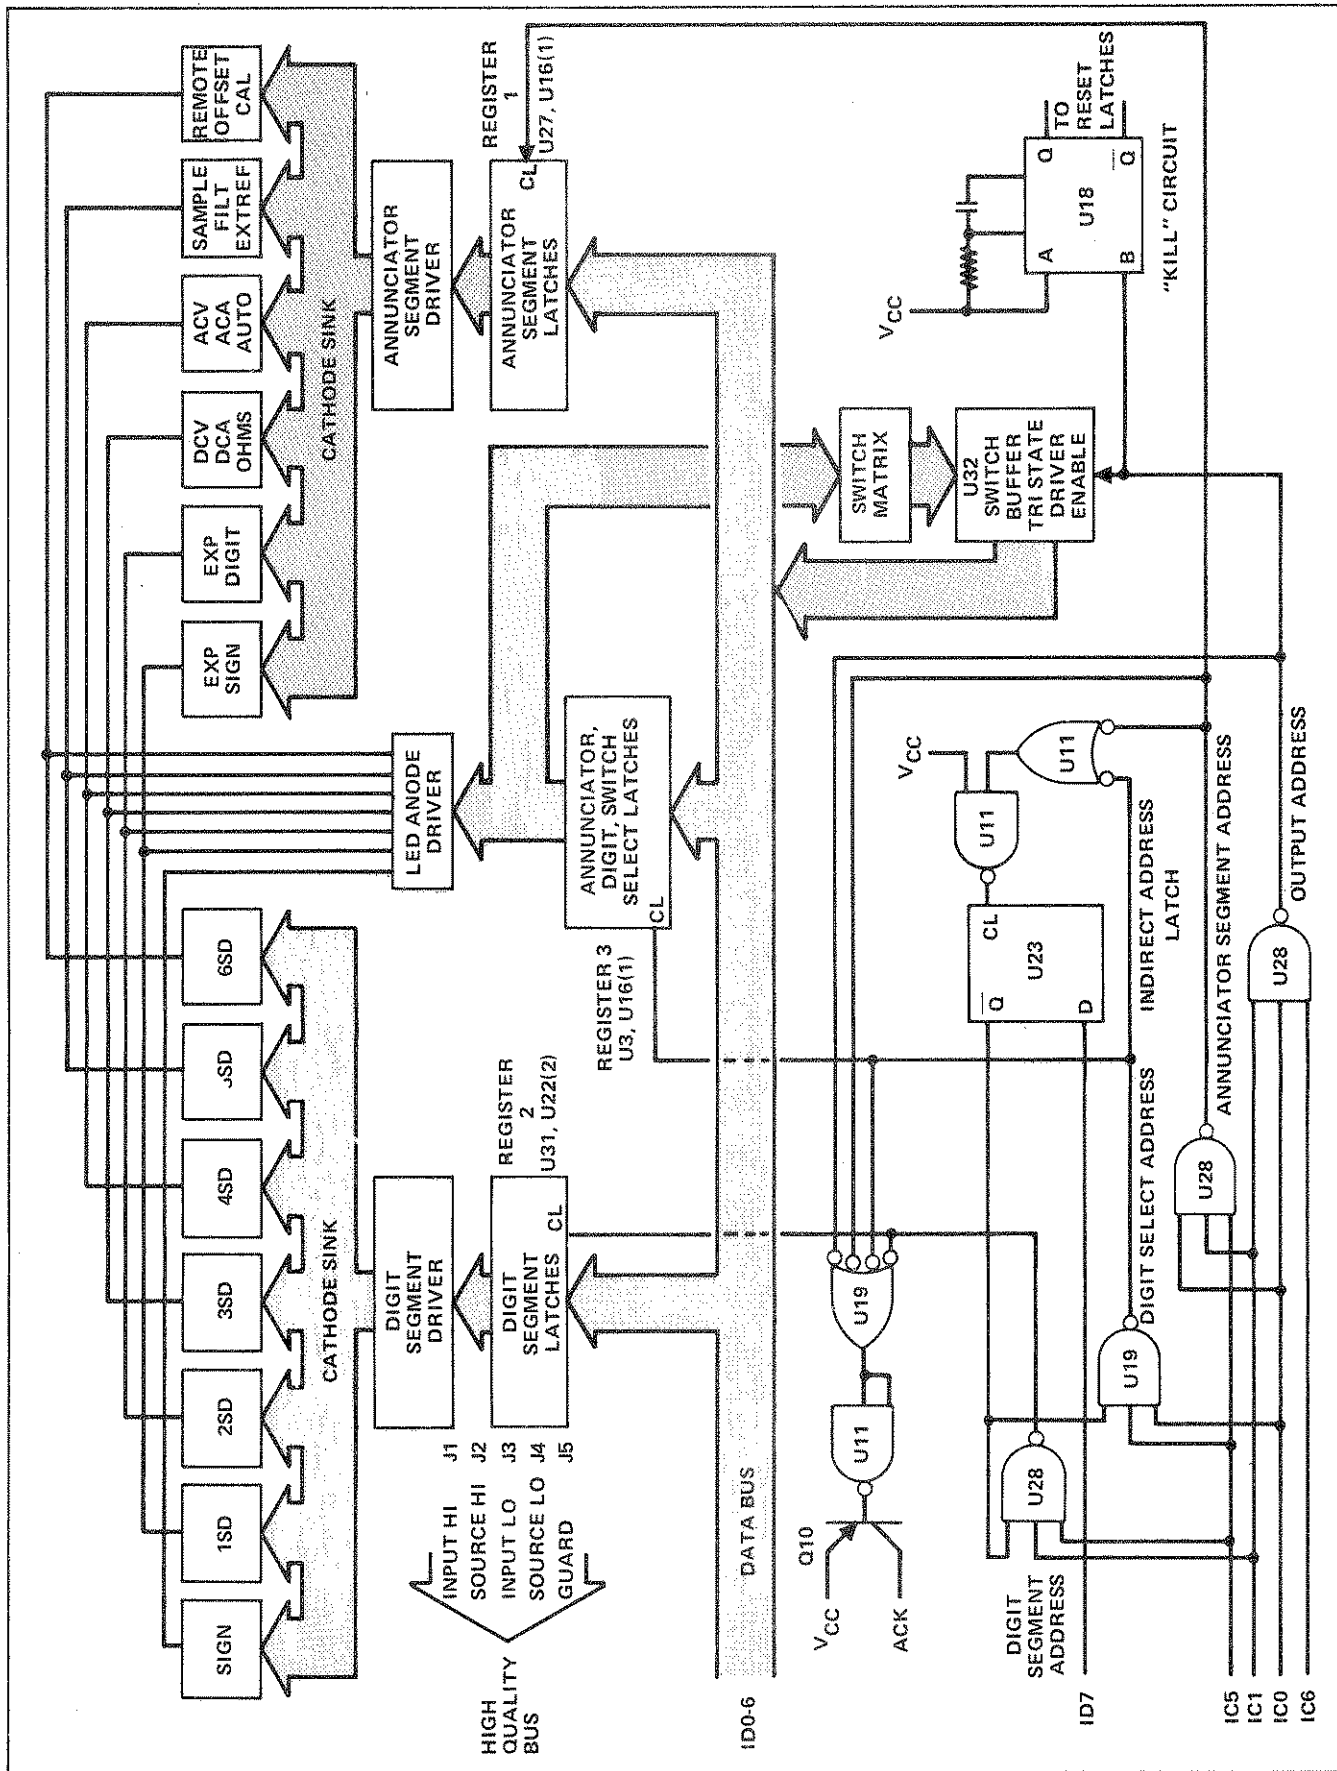 SIGN
1SD
2SD
3SD
4SD
SD
6SD
EXP
SIGN
EXP
DIGIT
DCV
DCA
OHMS
ACV
ACA
AUTO
SAMPLE
FILT
EXTREF
REMOTE
OFFSET
CAL
CATHODE SINK
CATHODE SINK
DIGIT
SEGMENT
DRIVER
LED ANODE
DRIVER
ANNUNCIATOR
SEGMENT
DRIVER
HIGH
QUALITY
BUS
INPUT HI J1
SOURCE HI J2
INPUT LO J3
SOURCE LO J4
GUARD J5
DIGIT
SEGMENT
LATCHES
CL
REGISTER
2
U31, U22(2)
REGISTER 3
U3, U16(1)
ANNUNCIATOR,
DIGIT, SWITCH
SELECT LATCHES
CL
ANNUNCIATOR
SEGMENT
LATCHES
CL
REGISTER
1
U27, U16(1)
ID0-6
DATA BUS
SWITCH
MATRIX
U32
SWITCH
BUFFER
TRI STATE
DRIVER
ENABLE
VCC
A
B
U18
Q
Q
TO
RESET
LATCHES
"KILL" CIRCUIT
VCC
Q10
ACK
U11
U19
DIGIT
SEGMENT
ADDRESS
U28
ID7
Q
D
U23
CL
U11
VCC
U11
INDIRECT ADDRESS
LATCH
U19
DIGIT SELECT ADDRESS
U28
ANNUNCIATOR SEGMENT ADDRESS
U28
OUTPUT ADDRESS
IC5
IC1
IC0
IC6